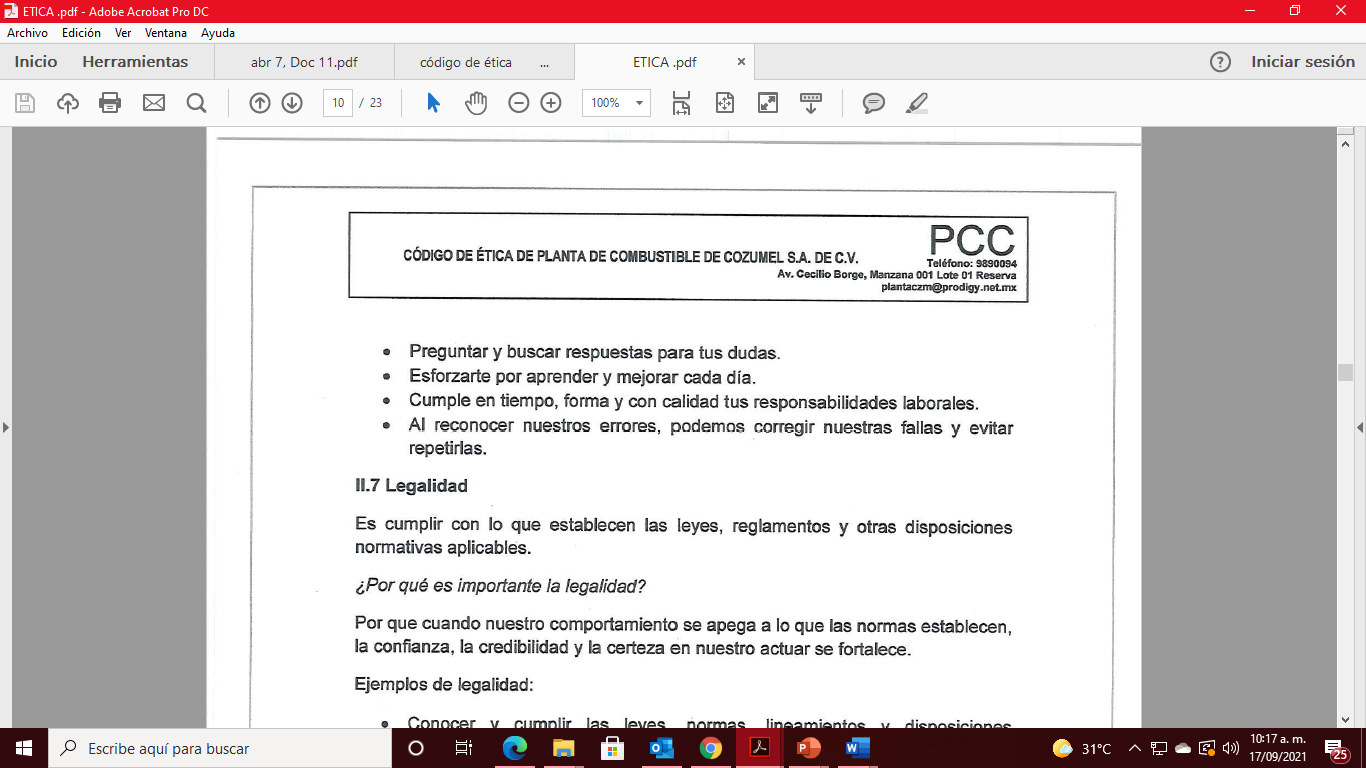 ETICA .pdf - Adobe Acrobat Pro DC
Archivo Edición Ver Ventana Ayuda
Inicio Herramientas abr 7, Doc 11.pdf código de ética ... ETICA .pdf × Iniciar sesión
10 / 23 100%
CÓDIGO DE ÉTICA DE PLANTA DE COMBUSTIBLE DE COZUMEL S.A. DE C.V.
PCC
Teléfono: 9890094
Av. Cecilio Borge, Manzana 001 Lote 01 Reserva
plantaczm@prodigy.net.mx
• Preguntar y buscar respuestas para tus dudas.
• Esforzarte por aprender y mejorar cada día.
• Cumple en tiempo, forma y con calidad tus responsabilidades laborales.
• Al reconocer nuestros errores, podemos corregir nuestras fallas y evitar
repetirlas.
II.7 Legalidad
Es cumplir con lo que establecen las leyes, reglamentos y otras disposiciones
normativas aplicables.
¿Por qué es importante la legalidad?
Por que cuando nuestro comportamiento se apega a lo que las normas establecen,
la confianza, la credibilidad y la certeza en nuestro actuar se fortalece.
Ejemplos de legalidad:
• Conocer y cumplir las leyes, normas, lineamientos y disposiciones
Escribe aquí para buscar
31°C
10:17 a. m.
17/09/2021
25